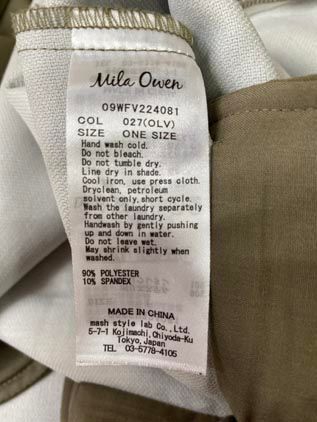 Mila Owen
09WFV224081
COL 027(OLV)
SIZE ONE SIZE
Hand wash cold.
Do not bleach.
Do not tumble dry.
Line dry in shade.
Cool iron, use press cloth.
Dryclean, petroleum
solvent only, short cycle.
Wash the laundry separately
from other laundry.
Handwash by gently pushing
up and down in water.
Do not leave wet.
May shrink slightly when
washed.
90% POLYESTER
10% SPANDEX
MADE IN CHINA
mash style lab Co.,Ltd.
5-7-1 Kojimachi,Chiyoda-Ku
Tokyo,Japan
TEL 03-5778-4105